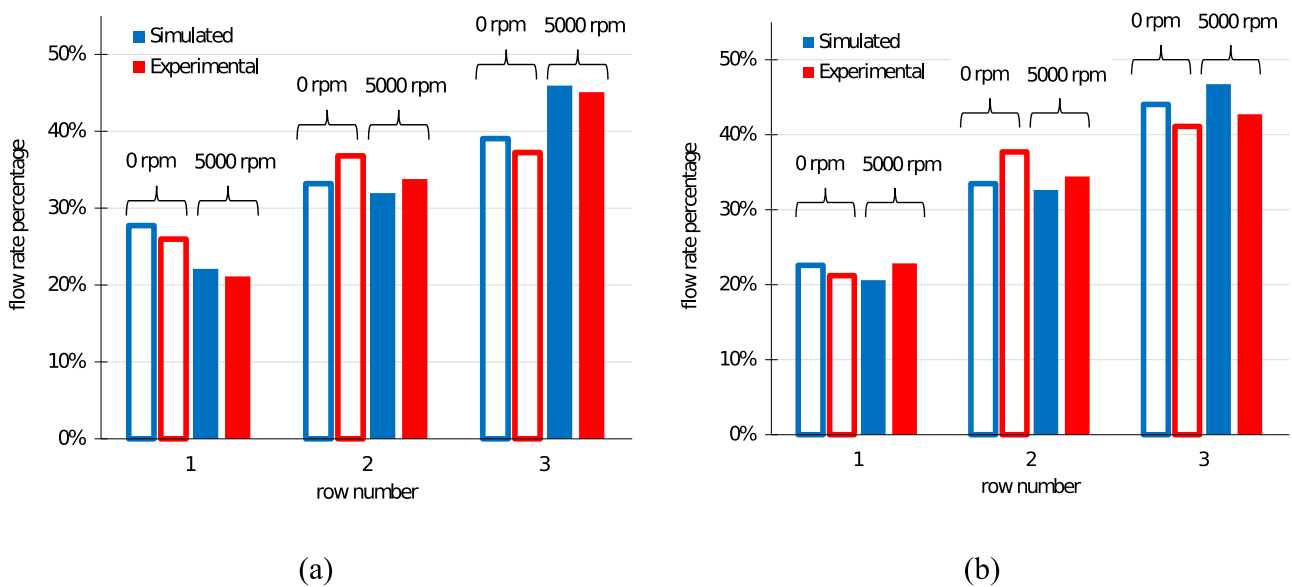 50%
40%
30%
20%
10%
0%
flow rate percentage
Simulated
Experimental
0 rpm
5000 rpm
0 rpm
5000 rpm
0 rpm
5000 rpm
1
2
3
row number
(a)
50%
40%
30%
20%
10%
0%
flow rate percentage
Simulated
Experimental
0 rpm
5000 rpm
0 rpm
5000 rpm
0 rpm
5000 rpm
1
2
3
row number
(b)